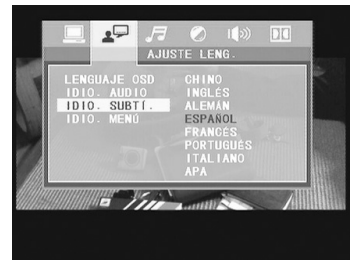 AJUSTE LENG.
LENGUAJE OSD
IDIO. AUDIO
IDIO. SUBTÍ.
IDIO. MENÚ
CHINO
INGLÉS
ALEMÁN
ESPAÑOL
FRANCÉS
PORTUGUÉS
ITALIANO
APA